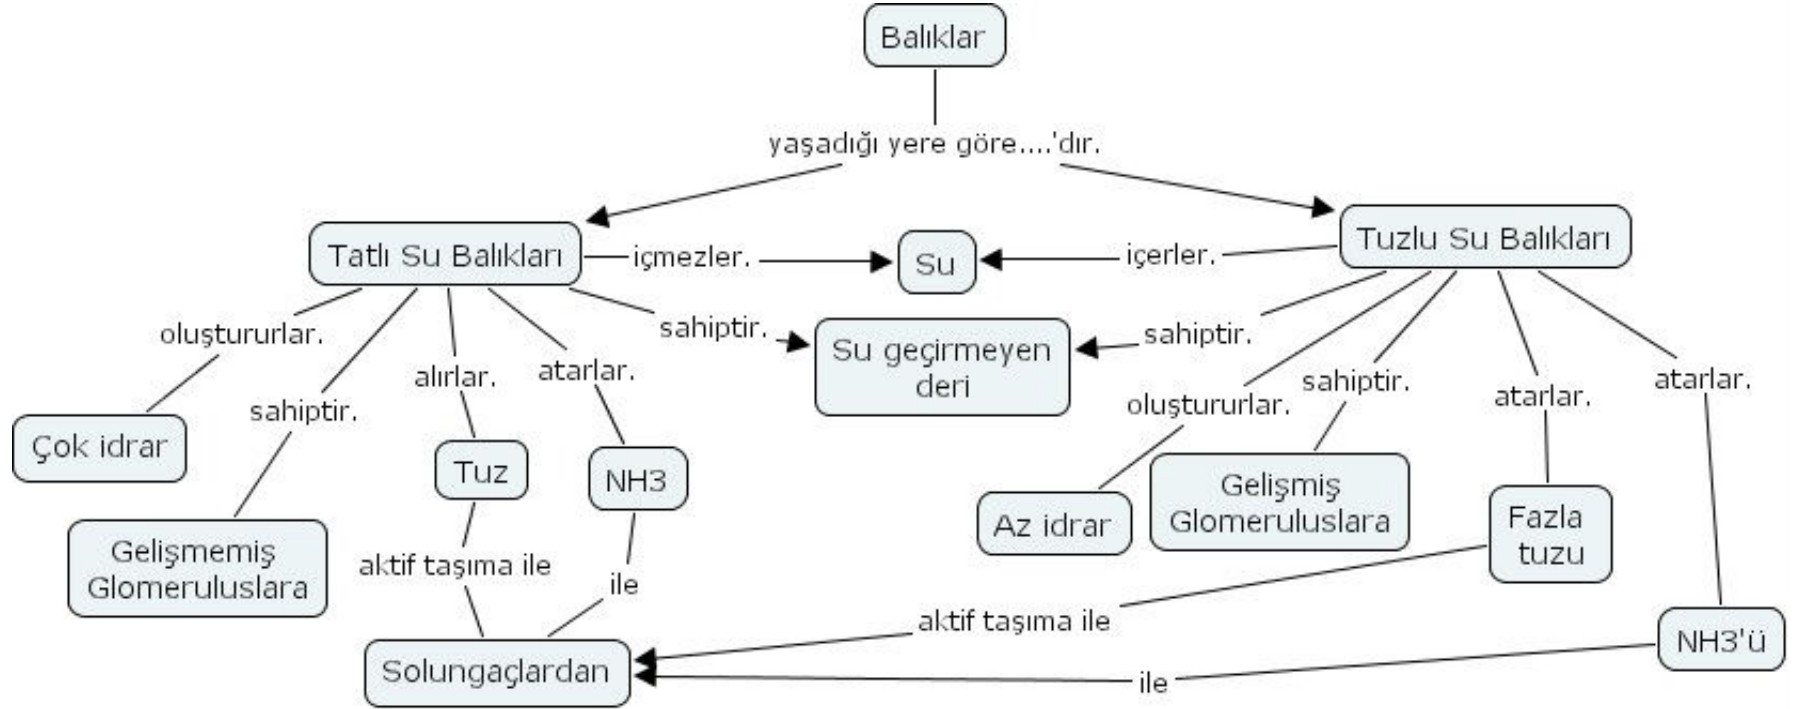 Balıklar
yaşadığı yere göre....'dır.
Tatlı Su Balıkları
içmezler.
Su
içerler.
Tuzlu Su Balıkları
oluştururlar.
sahiptir.
alırlar.
atarlar.
sahiptir.
Su geçirmeyen
deri
sahiptir.
oluştururlar.
sahiptir.
atarlar.
atarlar.
Çok idrar
Gelişmemiş
Glomeruluslara
Tuz
NH3
Az idrar
Gelişmiş
Glomeruluslara
Fazla
tuzu
NH3'ü
aktif taşıma ile
ile
aktif taşıma ile
ile
Solungaçlardan